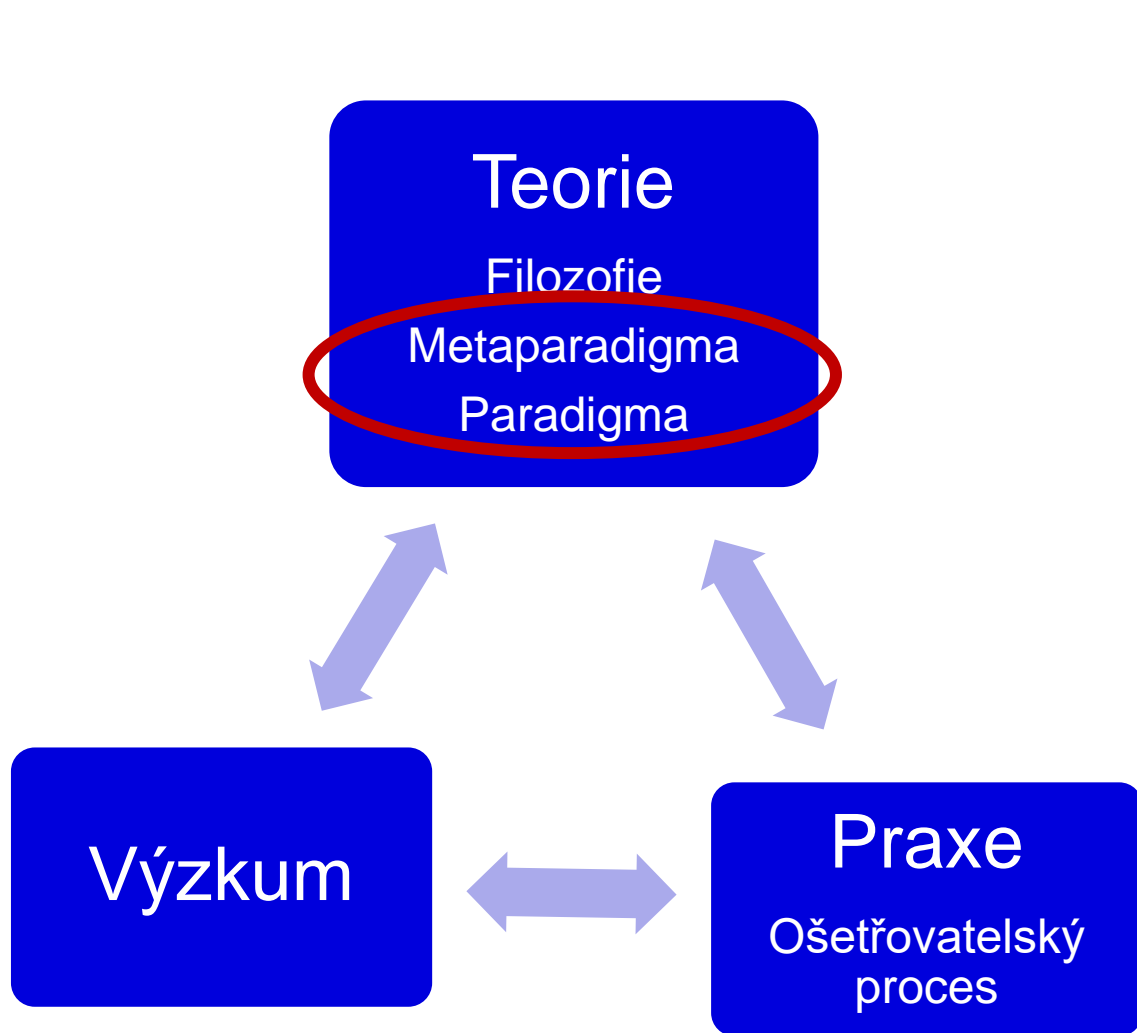 Teorie
Filozofie
Metaparadigma
Paradigma
Výzkum
Praxe
Ošetřovatelský
proces